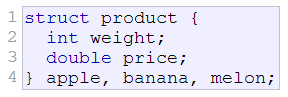 1 struct product {
2   int weight;
3   double price;
4 } apple, banana, melon;